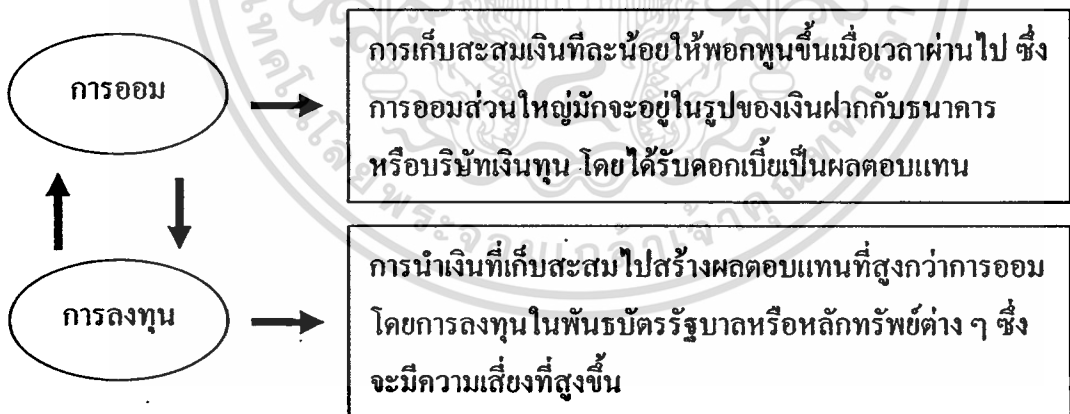 การออม
การเก็บสะสมเงินทีละน้อยให้พอกพูนขึ้นเมื่อเวลาผ่านไป ซึ่ง
การออมส่วนใหญ่มักจะอยู่ในรูปของเงินฝากกับธนาคาร
หรือบริษัทเงินทุน โดยได้รับดอกเบี้ยเป็นผลตอบแทน
การลงทุน
การนำเงินที่เก็บสะสมไปสร้างผลตอบแทนที่สูงกว่าการออม
โดยการลงทุนในพันธบัตรรัฐบาลหรือหลักทรัพย์ต่าง ๆ ซึ่ง
จะมีความเสี่ยงที่สูงขึ้น